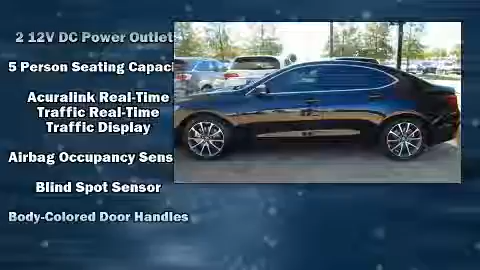 2 12V DC Power Outlet
5 Person Seating Capac
Acuralink Real-Time
Traffic Real-Time
Traffic Display
Airbag Occupancy Sens
Blind Spot Sensor
Body-Colored Door Handles